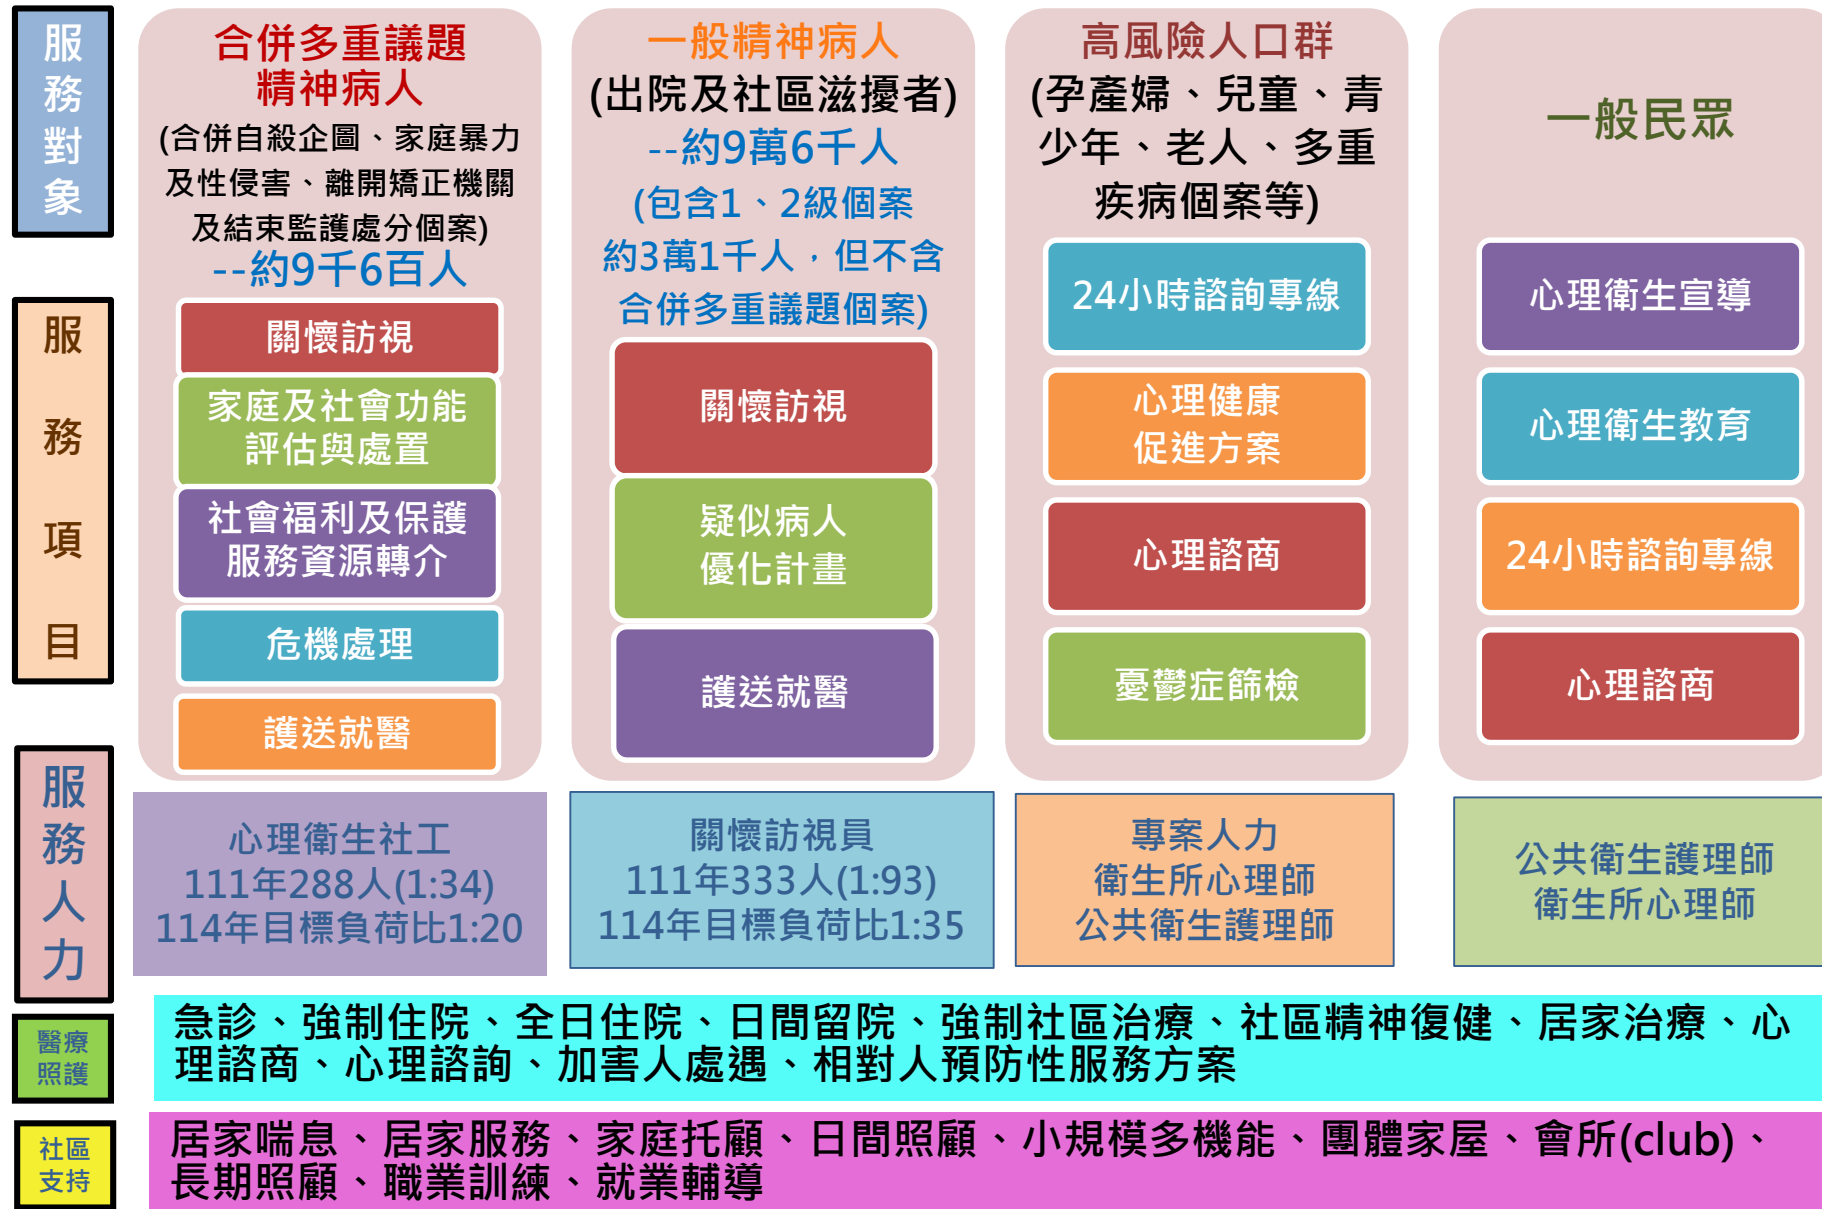 服務對象
合併多重議題
精神病人
(合併自殺企圖、家庭暴力
及性侵害、離開矯正機關
及結束監護處分個案)
--約9千6百人
一般精神病人
(出院及社區滋擾者)
--約9萬6千人
(包含1、2級個案
約3萬1千人，但不含
合併多重議題個案)
高風險人口群
(孕產婦、兒童、青
少年、老人、多重
疾病個案等)
一般民眾
服務項目
關懷訪視
家庭及社會功能
評估與處置
社會福利及保護
服務資源轉介
危機處理
護送就醫
關懷訪視
疑似病人
優化計畫
護送就醫
24小時諮詢專線
心理健康
促進方案
心理諮商
憂鬱症篩檢
心理衛生宣導
心理衛生教育
24小時諮詢專線
心理諮商
服務人力
心理衛生社工
111年288人(1:34)
114年目標負荷比1:20
關懷訪視員
111年333人(1:93)
114年目標負荷比1:35
專案人力
衛生所心理師
公共衛生護理師
公共衛生護理師
衛生所心理師
醫療
照護
急診、強制住院、全日住院、日間留院、強制社區治療、社區精神復健、居家治療、心
理諮商、心理諮詢、加害人處遇、相對人預防性服務方案
社區
支持
居家喘息、居家服務、家庭托顧、日間照顧、小規模多機能、團體家屋、會所(club)、
長期照顧、職業訓練、就業輔導